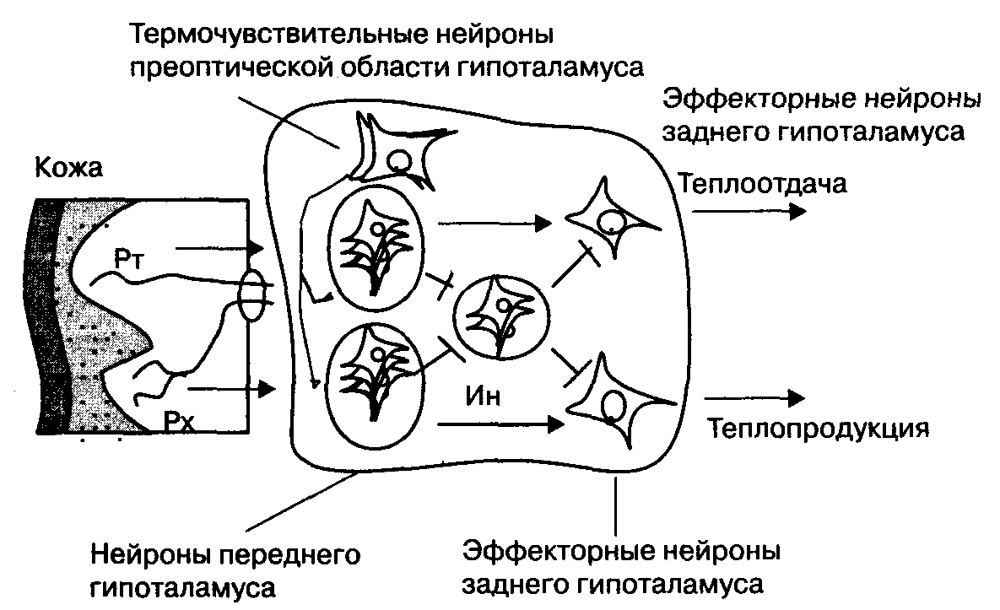 Термочувствительные нейроны
преоптической области гипоталамуса
Эффекторные нейроны
заднего гипоталамуса
Кожа
Теплоотдача
Рт
Ин
Рх
Теплопродукция
Нейроны переднего
гипоталамуса
Эффекторные нейроны
заднего гипоталамуса